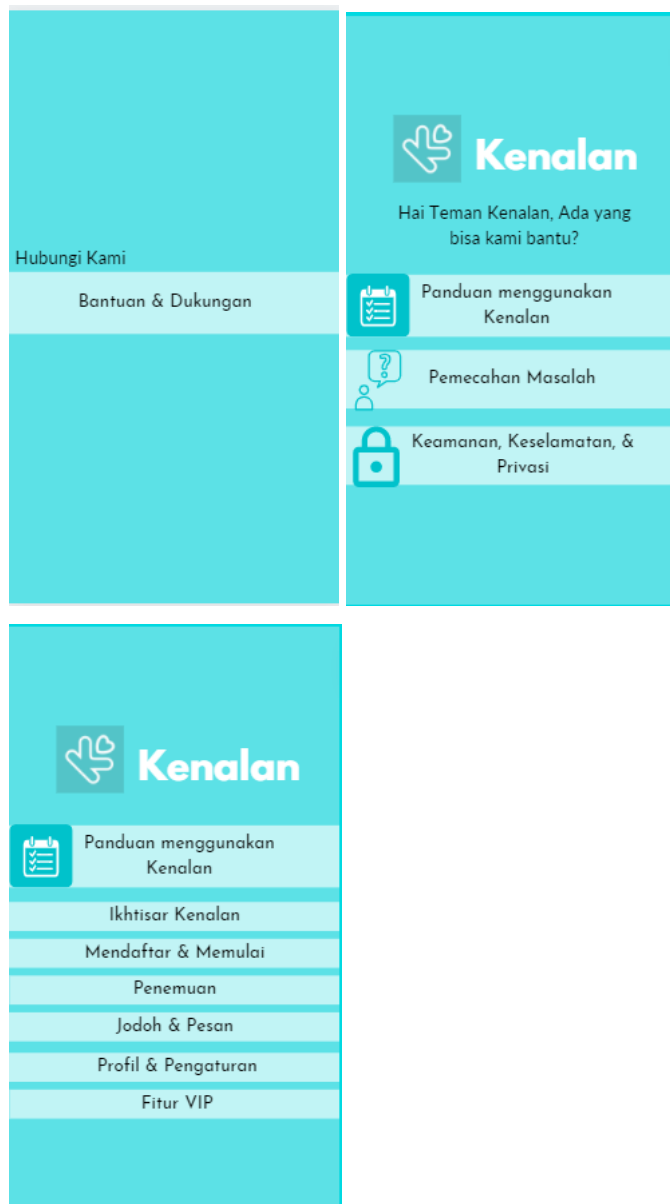 Hubungi Kami
Bantuan & Dukungan
Kenalan
Hai Teman Kenalan, Ada yang
bisa kami bantu?
Panduan menggunakan
Kenalan
Pemecahan Masalah
Keamanan, Keselamatan, &
Privasi
Kenalan
Panduan menggunakan
Kenalan
Ikhtisar Kenalan
Mendaftar & Memulai
Penemuan
Jodoh & Pesan
Profil & Pengaturan
Fitur VIP